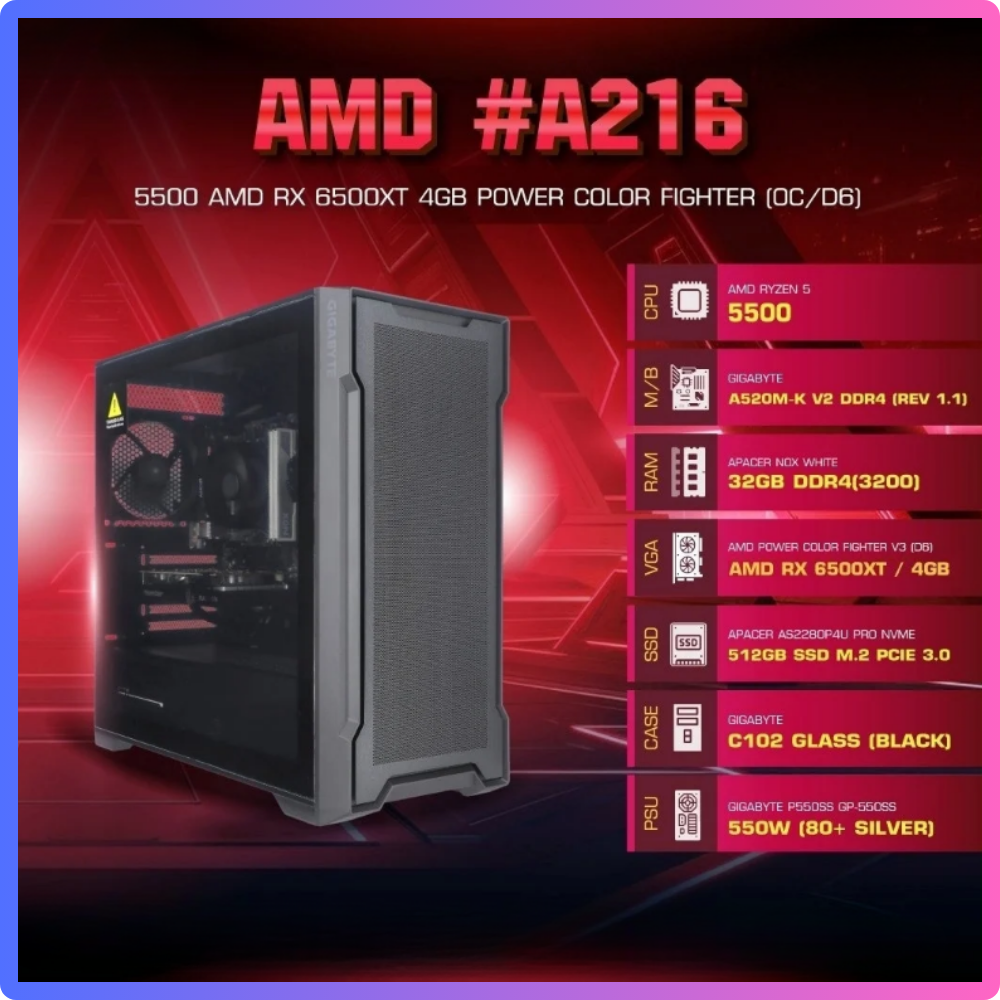 AMD #A216
5500 AMD RX 6500XT 4GB POWER COLOR FIGHTER (OC/D6)
GIGABYTE
CPU
AMD RYZEN 5
5500
M/B
GIGABYTE
A520M-K V2 DDR4 (REV 1.1)
RAM
APACER NOX WHITE
32GB DDR4(3200)
VGA
AMD POWER COLOR FIGHTER V3 (D6)
AMD RX 6500XT / 4GB
SSD
SSD
APACER AS2280P4U PRO NVME
512GB SSD M.2 PCIE 3.0
CASE
GIGABYTE
C102 GLASS (BLACK)
PSU
GIGABYTE P550SS GP-550SS
550W (80+ SILVER)